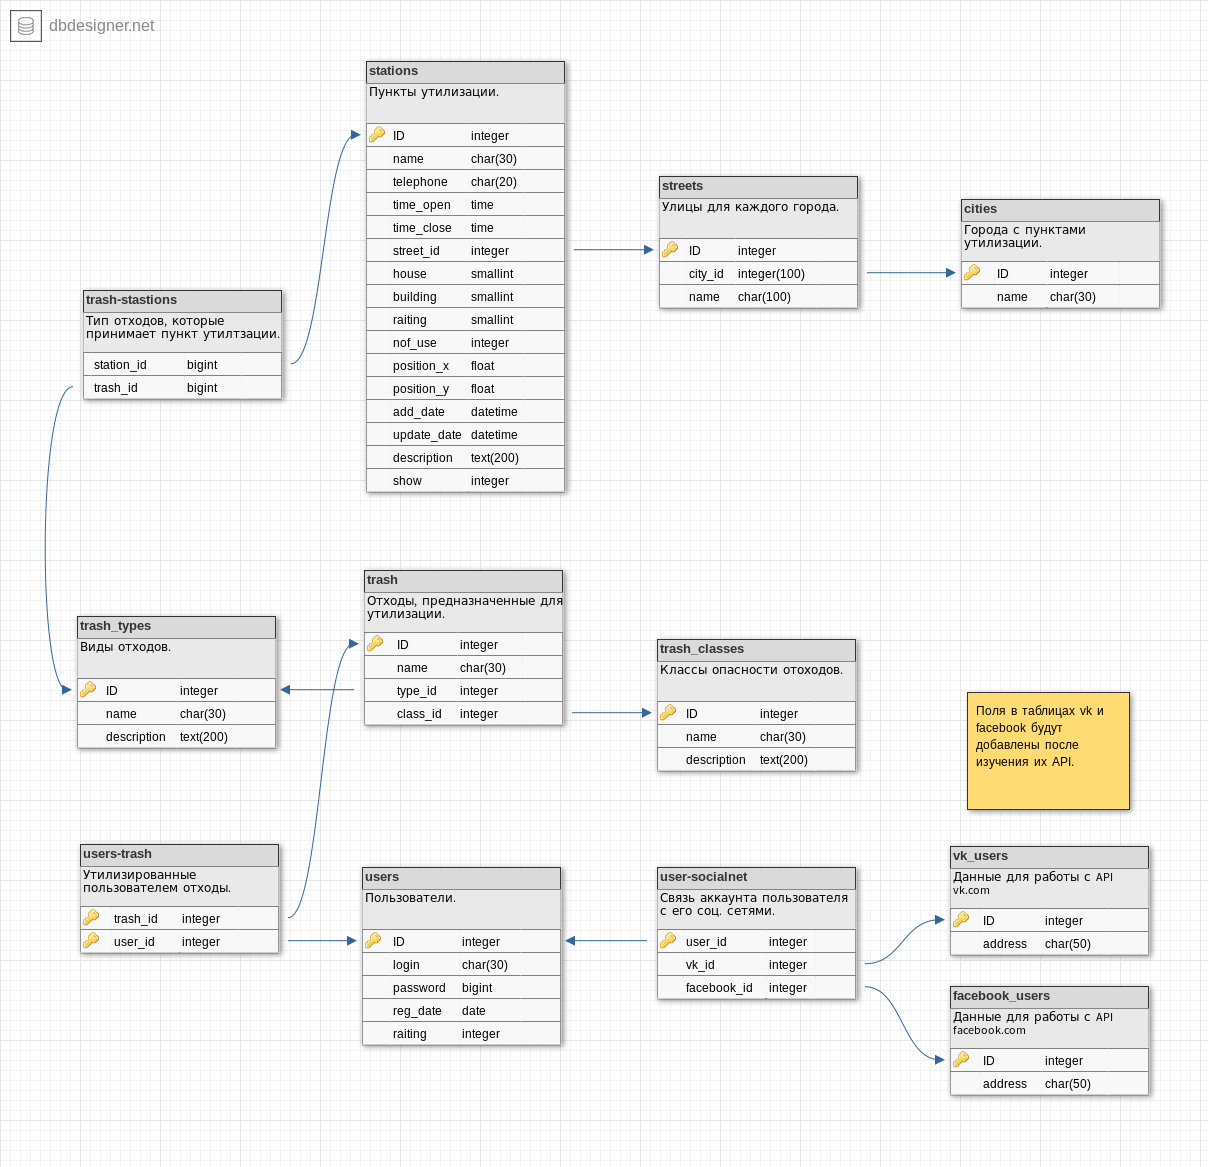 dbdesigner.net
stations
Пункты утилизации.
ID integer
name char(30)
telephone char(20)
time_open time
time_close time
street_id integer
house smallint
building smallint
raiting smallint
nof_use integer
position_x float
position_y float
add_date datetime
update_date datetime
description text(200)
show integer
streets
Улицы для каждого города.
ID integer
city_id integer(100)
name char(100)
cities
Города с пунктами
утилизации.
ID integer
name char(30)
trash-stastions
Тип отходов, которые
принимает пункт утилтзации.
station_id bigint
trash_id bigint
trash
Отходы, предназначенные для
утилизации.
ID integer
name char(30)
type_id integer
class_id integer
trash_types
Виды отходов.
ID integer
name char(30)
description text(200)
trash_classes
Классы опасности отоходов.
ID integer
name char(30)
description text(200)
Поля в таблицах vk и
facebook будут
добавлены после
изучения их API.
users-trash
Утилизированные
пользователем отходы.
trash_id integer
user_id integer
users
Пользователи.
ID integer
login char(30)
password bigint
reg_date date
raiting integer
user-socialnet
Связь аккаунта пользователя
с его соц. сетями.
user_id integer
vk_id integer
facebook_id integer
vk_users
Данные для работы с API
vk.com
ID integer
address char(50)
facebook_users
Данные для работы с API
facebook.com
ID integer
address char(50)